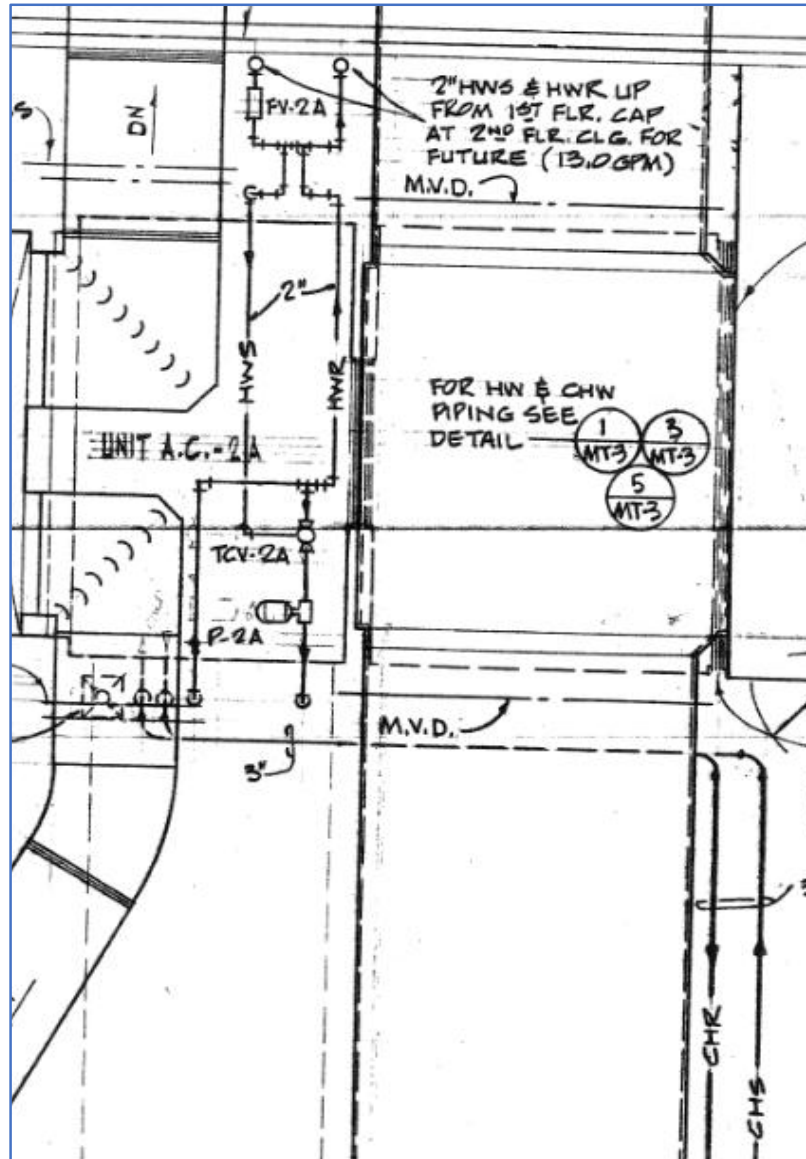 2" HWS & HWR UP
FROM 1ST FLR. CAP
AT 2ND FLR. CLG. FOR
FUTURE (13.0 GPM)
FV-2A
DN
M.V.D.
2"
HWS
HWR
FOR HW & CHW
PIPING SEE
DETAIL
1
MT-3
3
MT-3
5
MT-3
UNIT A.C.-2A
TCV-2A
P-2A
M.V.D.
3"
CHR
CHS